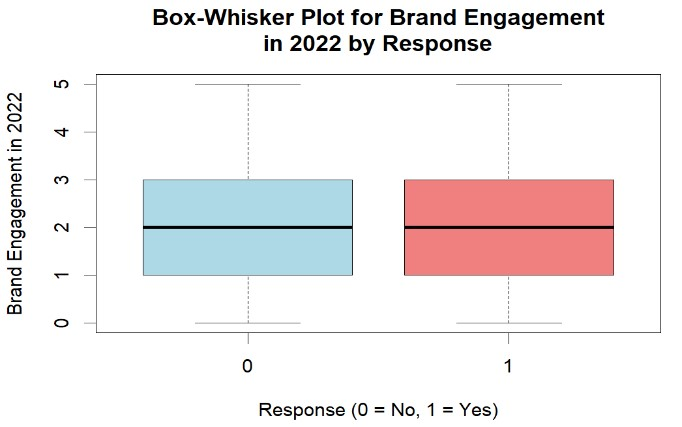 Box-Whisker Plot for Brand Engagement
in 2022 by Response
Brand Engagement in 2022
5
4
3
2
1
0
0 1
Response (0 = No, 1 = Yes)